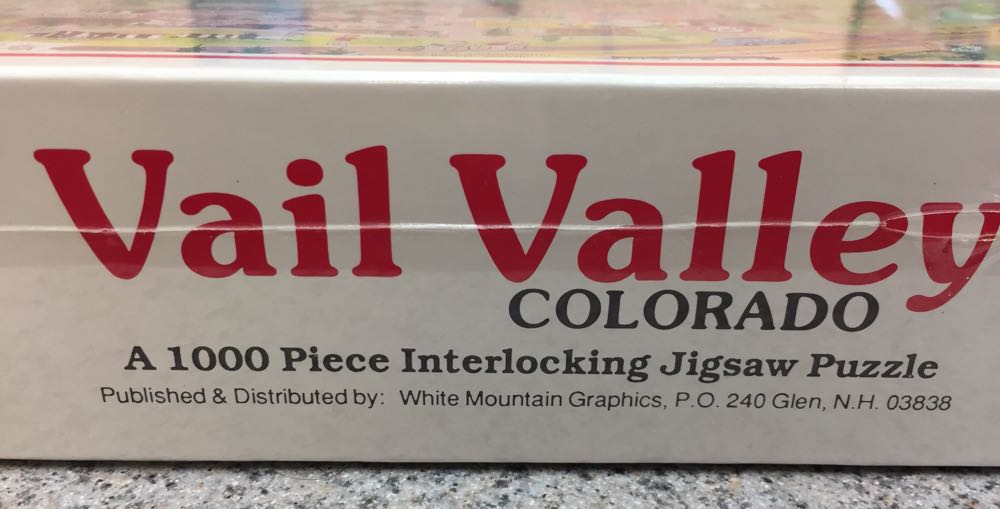 Vail Valley
COLORADO
A 1000 Piece Interlocking Jigsaw Puzzle
Published & Distributed by: White Mountain Graphics, P.O. 240 Glen, N.H. 03838